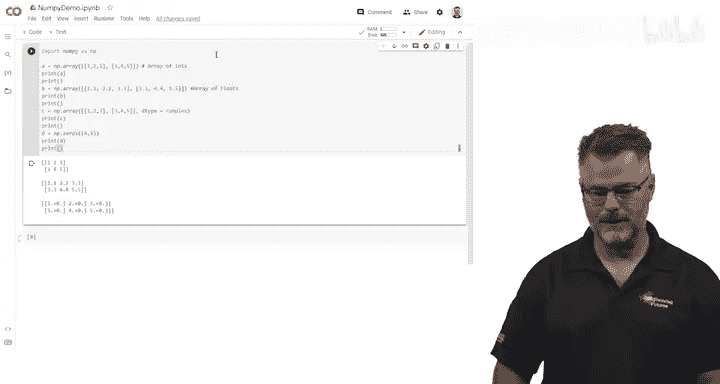 NumpyDemo.ipynb
File Edit View Insert Runtime Tools Help All changes saved
Comment Share
+ Code + Text
RAM
Disk
Editing
import numpy as np
a = np.array([[1,2,3], [3,4,5]]) # Array of ints
print(a)
print()
b = np.array([[1.1, 2.2, 3.3], [3.3, 4.4, 5.5]]) #Array of Floats
print(b)
print()
c = np.array([[1,2,3], [3,4,5]], dtype = complex)
print(c)
print()
d = np.zeros((4,4))
print(d)
print()
[[1 2 3]
[3 4 5]]
[[1.1 2.2 3.3]
[3.3 4.4 5.5]]
[[1.+0.j 2.+0.j 3.+0.j]
[3.+0.j 4.+0.j 5.+0.j]]
[0]
Futures